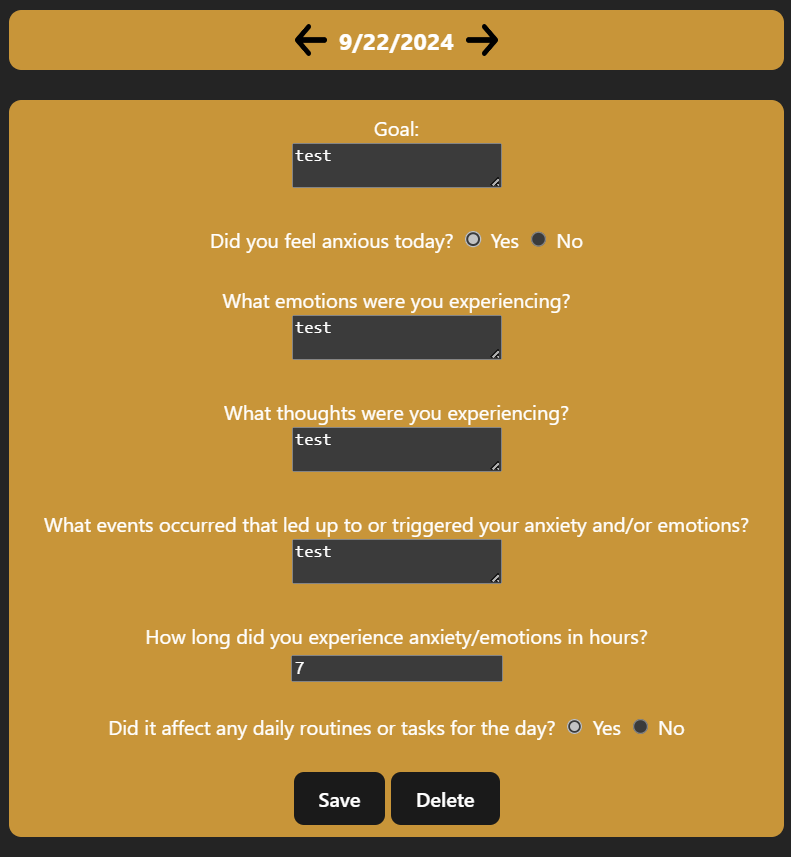 9/22/2024
Goal:
test
Did you feel anxious today? Yes No
What emotions were you experiencing?
test
What thoughts were you experiencing?
test
What events occurred that led up to or triggered your anxiety and/or emotions?
test
How long did you experience anxiety/emotions in hours?
7
Did it affect any daily routines or tasks for the day? Yes No
Save Delete